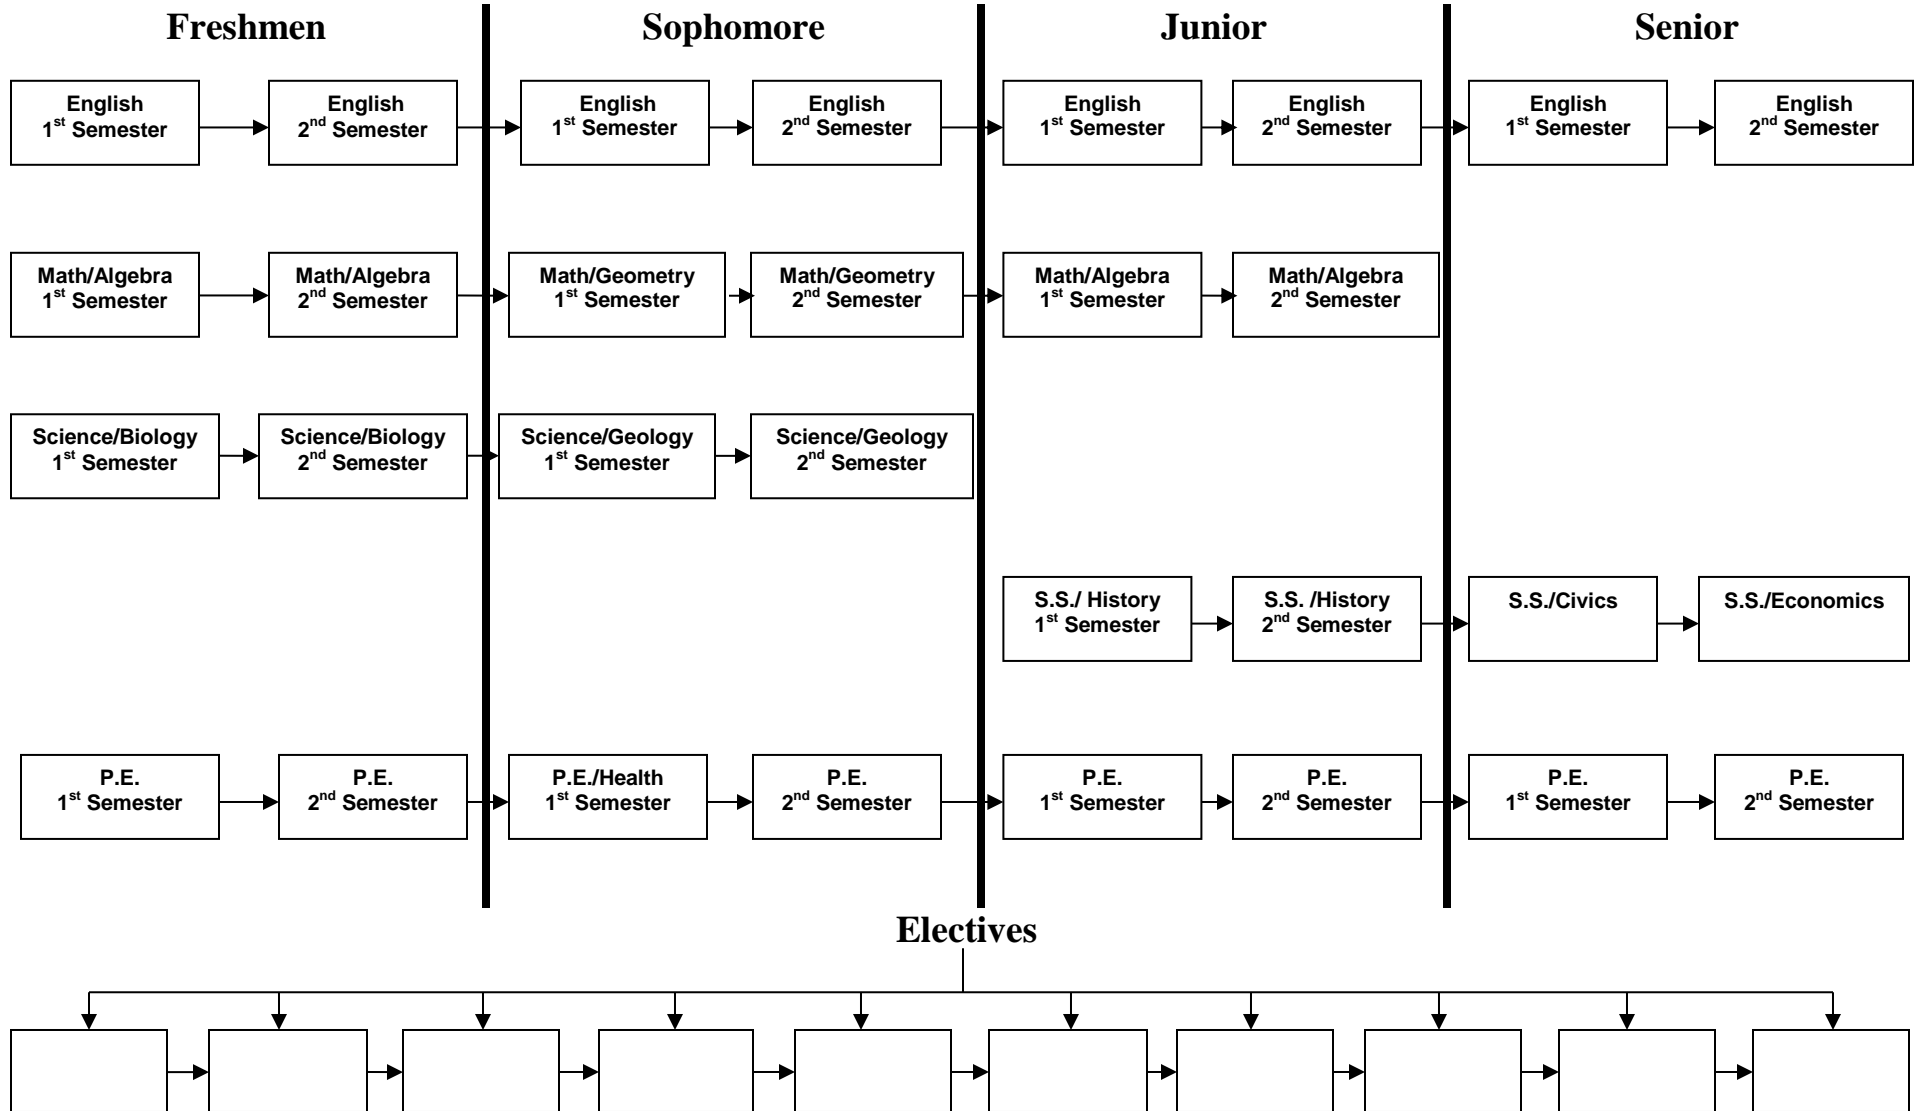 Freshmen
Sophomore
Junior
Senior
English
1st Semester
English
2nd Semester
English
1st Semester
English
2nd Semester
English
1st Semester
English
2nd Semester
English
1st Semester
English
2nd Semester
Math/Algebra
1st Semester
Math/Algebra
2nd Semester
Math/Geometry
1st Semester
Math/Geometry
2nd Semester
Math/Algebra
1st Semester
Math/Algebra
2nd Semester
Science/Biology
1st Semester
Science/Biology
2nd Semester
Science/Geology
1st Semester
Science/Geology
2nd Semester
S.S./ History
1st Semester
S.S. /History
2nd Semester
S.S./Civics
S.S./Economics
P.E.
1st Semester
P.E.
2nd Semester
P.E./Health
1st Semester
P.E.
2nd Semester
P.E.
1st Semester
P.E.
2nd Semester
P.E.
1st Semester
P.E.
2nd Semester
Electives